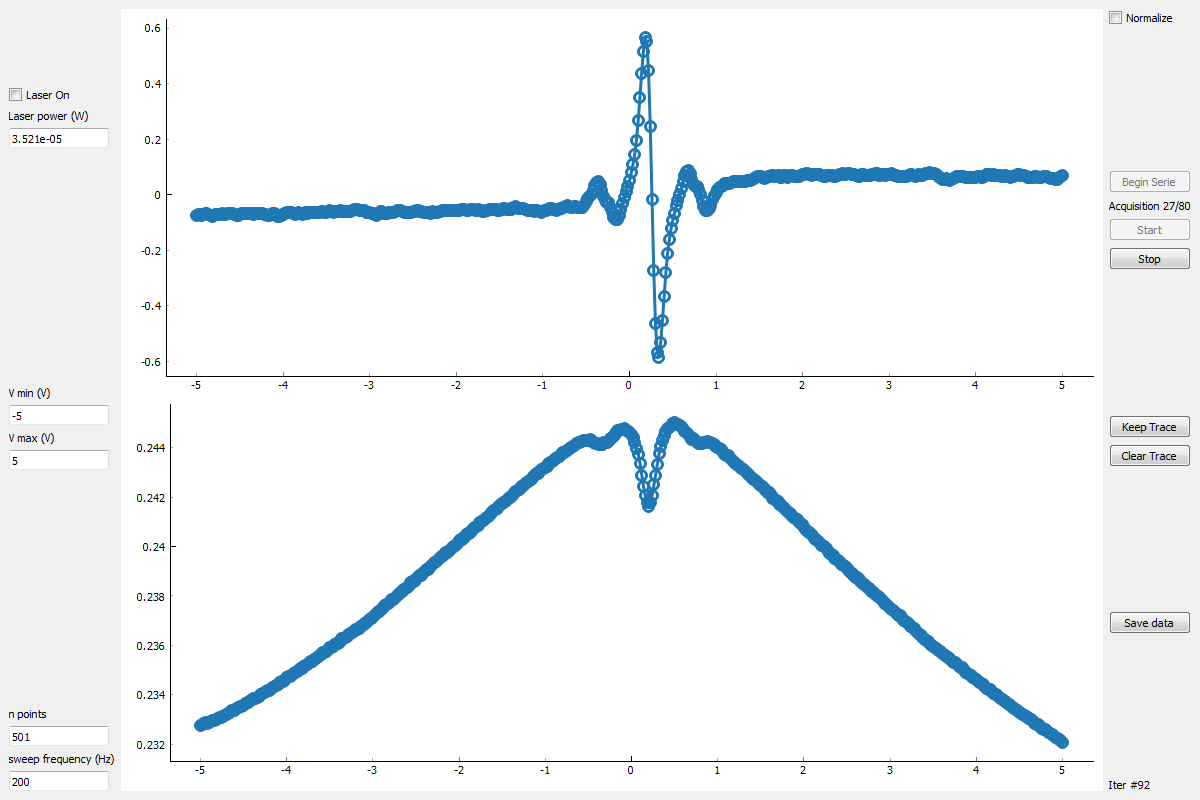 Normalize
Laser On
Laser power (W)
3.521e-05
0.6
0.4
0.2
0
-0.2
-0.4
-0.6
-5
-4
-3
-2
-1
0
1
2
3
4
5
Begin Serie
Acquisition 27/80
Start
Stop
V min (V)
-5
V max (V)
5
0.244
0.242
0.24
0.238
0.236
0.234
0.232
-5
-4
-3
-2
-1
0
1
2
3
4
5
Keep Trace
Clear Trace
Save data
n points
501
sweep frequency (Hz)
200
Iter #92